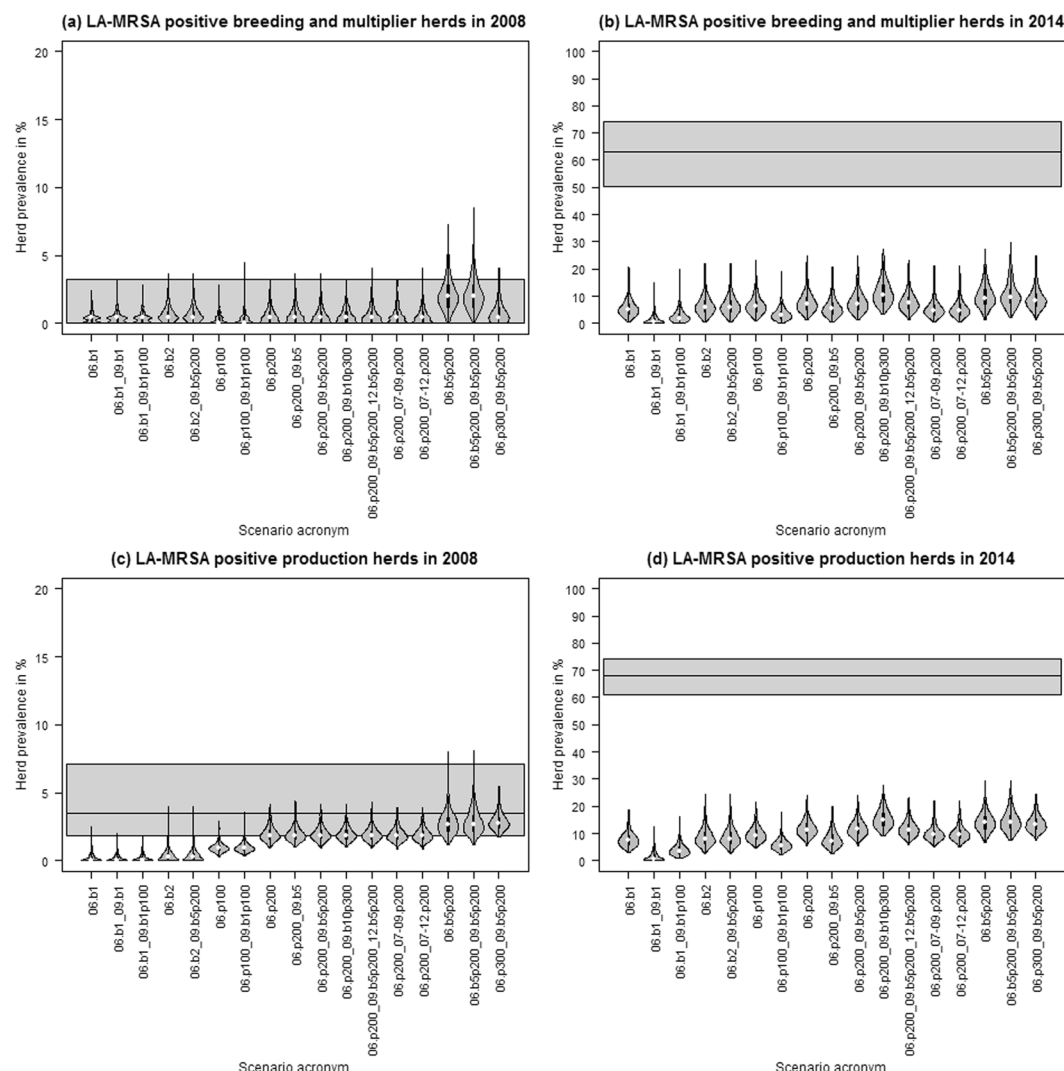 (a) LA-MRSA positive breeding and multiplier herds in 2008
20
15
10
5
0
Herd prevalence in %
06.b1
06.b1_09.b1
06.b1_09.b1p100
06.b2
06.b2_09.b5p200
06.p100
06.p100_09.b1p100
06.p200
06.p200_09.b5
06.p200_09.b5p200
06.p200_09.b10p300
06.p200_09.b5p200_12.b5p200
06.p200_07-09.p200
06.p200_07-12.p200
06.b5p200
06.b5p200_09.b5p200
06.p300_09.b5p200
Scenario acronym
(b) LA-MRSA positive breeding and multiplier herds in 2014
100
90
80
70
60
50
40
30
20
10
0
Herd prevalence in %
06.b1
06.b1_09.b1
06.b1_09.b1p100
06.b2
06.b2_09.b5p200
06.p100
06.p100_09.b1p100
06.p200
06.p200_09.b5
06.p200_09.b5p200
06.p200_09.b10p300
06.p200_09.b5p200_12.b5p200
06.p200_07-09.p200
06.p200_07-12.p200
06.b5p200
06.b5p200_09.b5p200
06.p300_09.b5p200
Scenario acronym
(c) LA-MRSA positive production herds in 2008
20
15
10
5
0
Herd prevalence in %
06.b1
06.b1_09.b1
06.b1_09.b1p100
06.b2
06.b2_09.b5p200
06.p100
06.p100_09.b1p100
06.p200
06.p200_09.b5
06.p200_09.b5p200
06.p200_09.b10p300
06.p200_09.b5p200_12.b5p200
06.p200_07-09.p200
06.p200_07-12.p200
06.b5p200
06.b5p200_09.b5p200
06.p300_09.b5p200
Scenario acronym
(d) LA-MRSA positive production herds in 2014
100
90
80
70
60
50
40
30
20
10
0
Herd prevalence in %
06.b1
06.b1_09.b1
06.b1_09.b1p100
06.b2
06.b2_09.b5p200
06.p100
06.p100_09.b1p100
06.p200
06.p200_09.b5
06.p200_09.b5p200
06.p200_09.b10p300
06.p200_09.b5p200_12.b5p200
06.p200_07-09.p200
06.p200_07-12.p200
06.b5p200
06.b5p200_09.b5p200
06.p300_09.b5p200
Scenario acronym